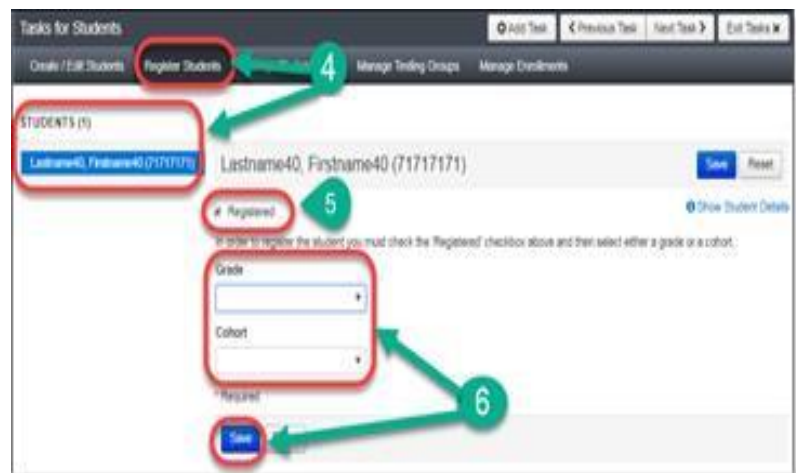 Tasks for Students
Add Task Previous Task Next Task Exit Tasks
Create / Edit Students Register Students Manage Testing Groups Manage Enrollments
4
STUDENTS (1)
Lastname40, Firstname40 (71717171)
Lastname40, Firstname40 (71717171)
Save Reset
Registered
5
Show Student Details
In order to register the student you must check the 'Registered' checkbox above and then select either a grade or a cohort.
Grade
Cohort
* Required
6
Save